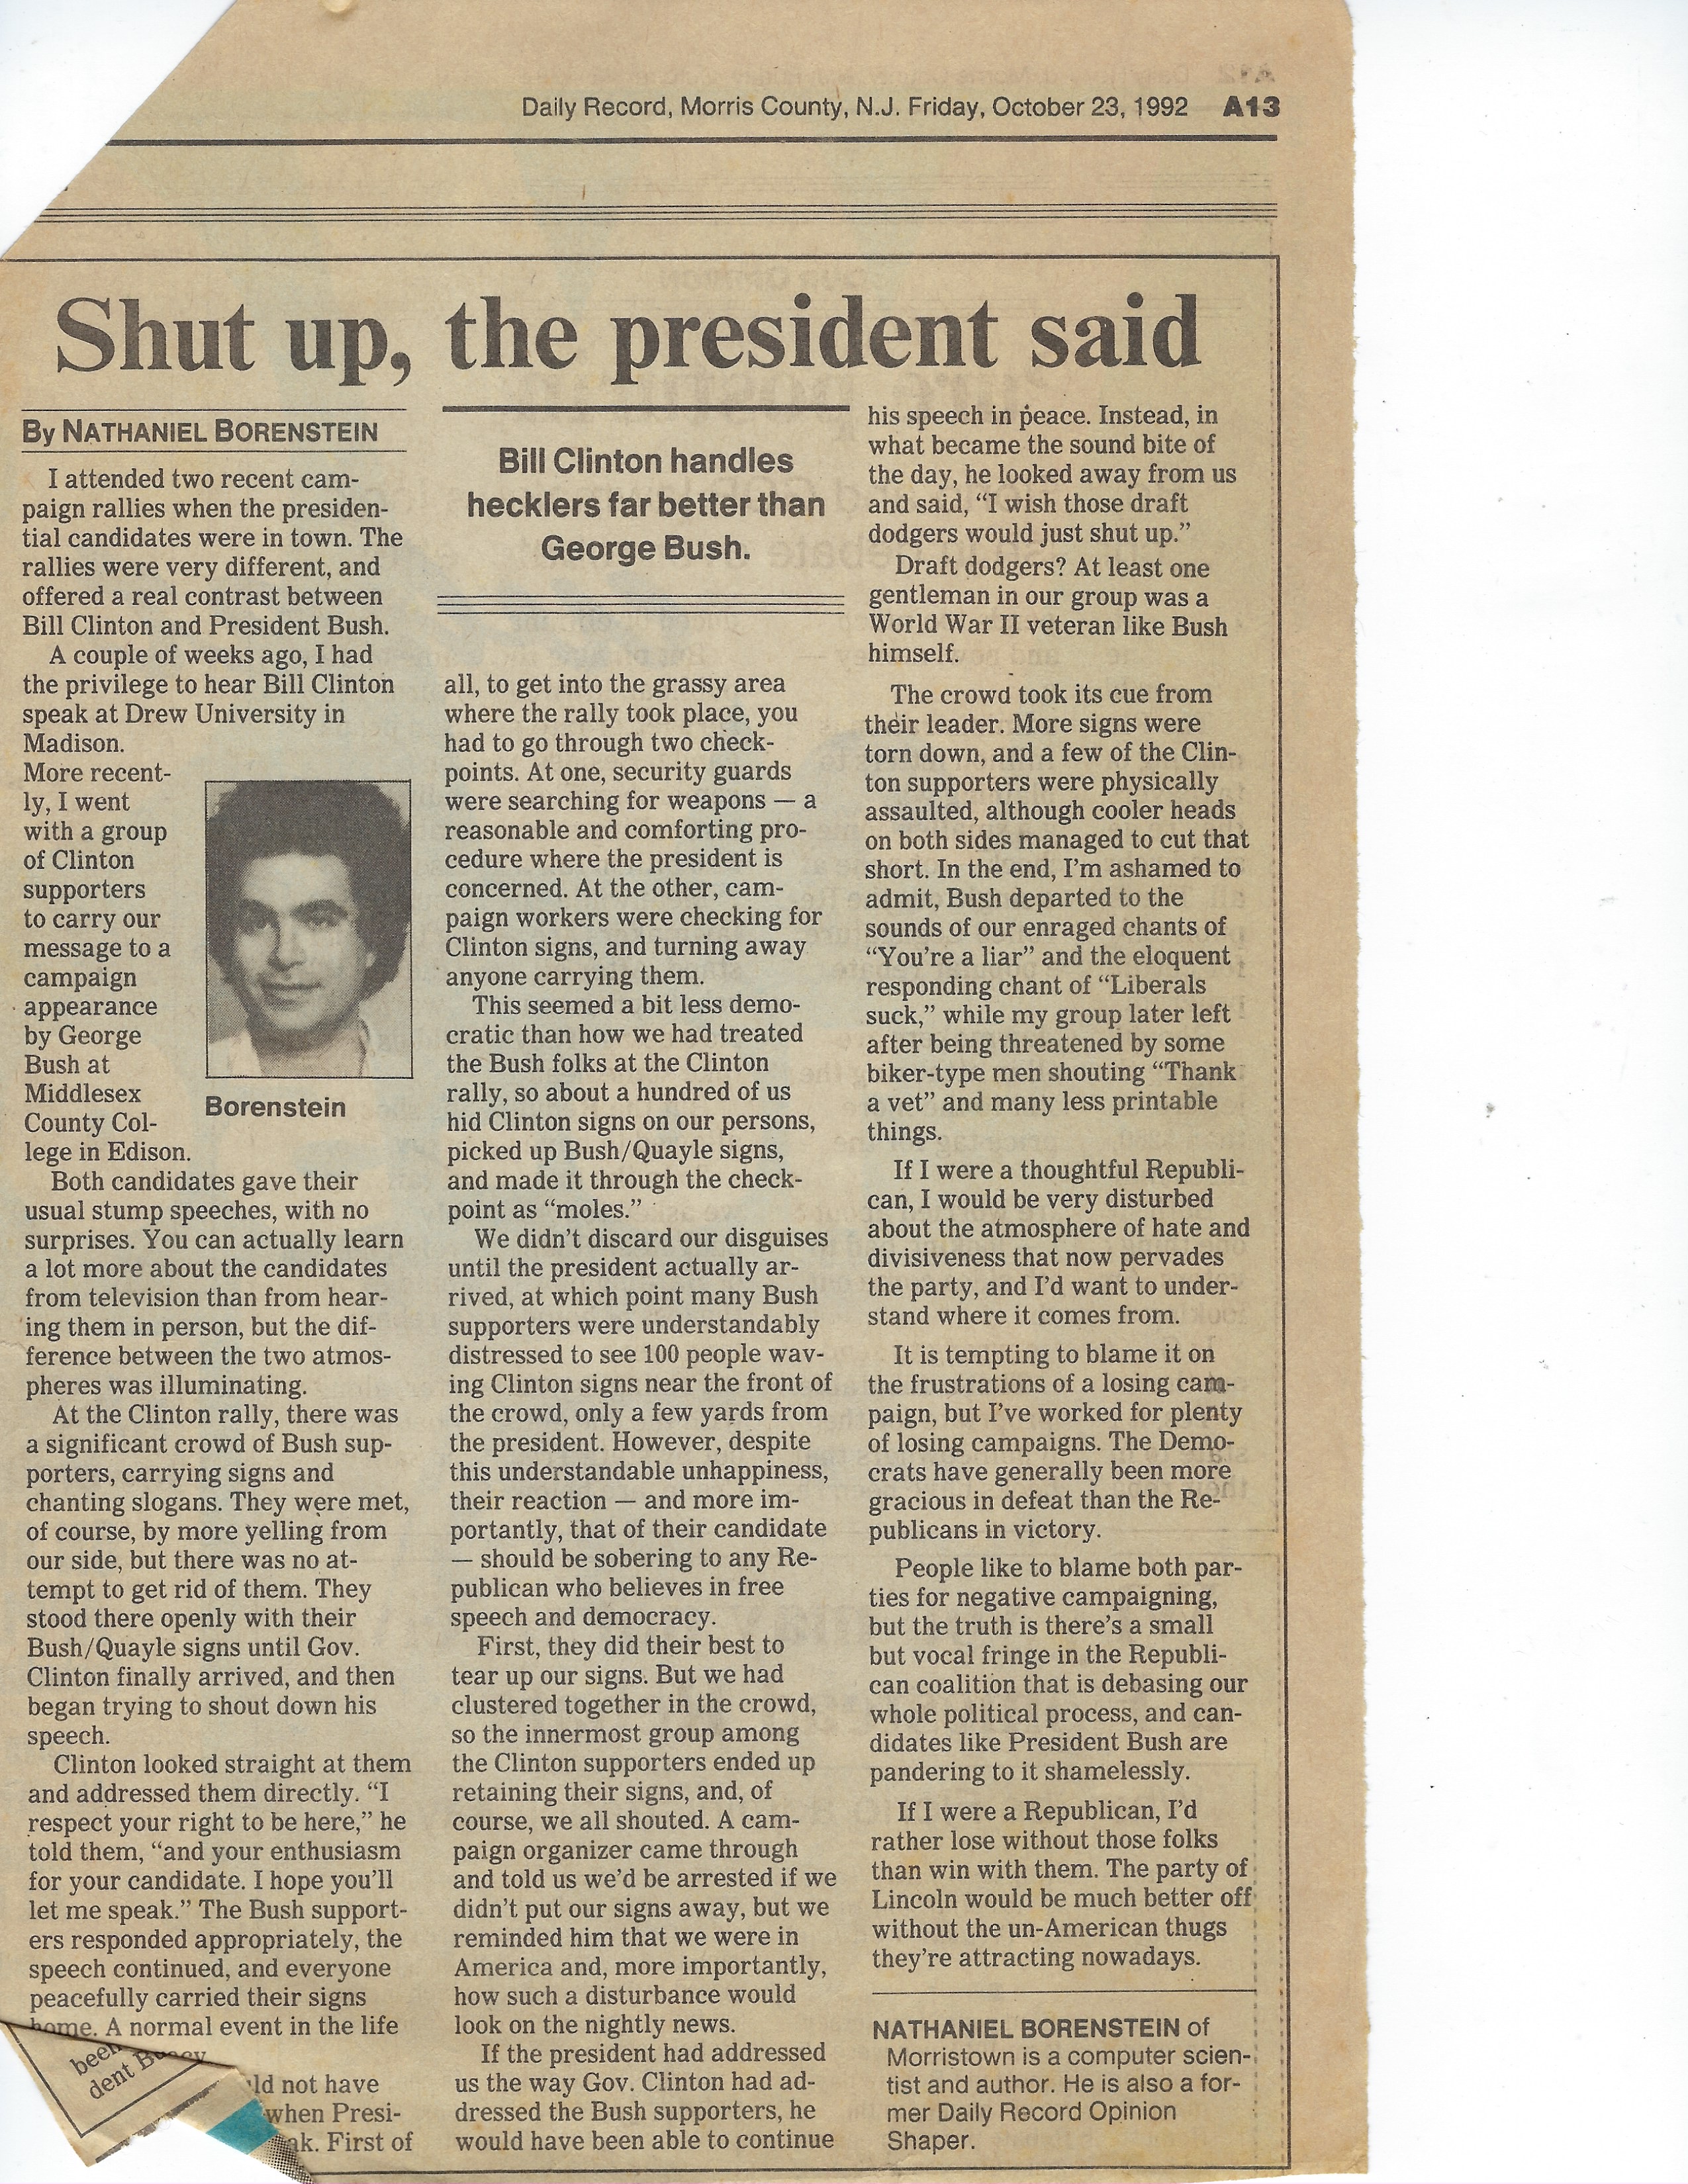 Daily Record, Morris County, N.J. Friday, October 23, 1992 A13
Shut up, the president said
By NATHANIEL BORENSTEIN
I attended two recent cam-
paign rallies when the presiden-
tial candidates were in town. The
rallies were very different, and
offered a real contrast between
Bill Clinton and President Bush.
A couple of weeks ago, I had
the privilege to hear Bill Clinton
speak at Drew University in
Madison.
More recent-
ly, I went
with a group
of Clinton
supporters
to carry our
message to a
campaign
appearance
by George
Bush at
Middlesex
County Col-
lege in Edison.
Borenstein
Both candidates gave their
usual stump speeches, with no
surprises. You can actually learn
a lot more about the candidates
from television than from hear-
ing them in person, but the dif-
ference between the two atmos-
pheres was illuminating.
At the Clinton rally, there was
a significant crowd of Bush sup-
porters, carrying signs and
chanting slogans. They were met,
of course, by more yelling from
our side, but there was no at-
tempt to get rid of them. They
stood there openly with their
Bush/Quayle signs until Gov.
Clinton finally arrived, and then
began trying to shout down his
speech.
Clinton looked straight at them
and addressed them directly. “I
respect your right to be here,” he
told them, “and your enthusiasm
for your candidate. I hope you’ll
let me speak.” The Bush support-
ers responded appropriately, the
speech continued, and everyone
peacefully carried their signs
home. A normal event in the life
been
dent
not have
when Presi-
First of
Bill Clinton handles
hecklers far better than
George Bush.
all, to get into the grassy area
where the rally took place, you
had to go through two check-
points. At one, security guards
were searching for weapons — a
reasonable and comforting pro-
cedure where the president is
concerned. At the other, cam-
paign workers were checking for
Clinton signs, and turning away
anyone carrying them.
This seemed a bit less demo-
cratic than how we had treated
the Bush folks at the Clinton
rally, so about a hundred of us
hid Clinton signs on our persons,
picked up Bush/Quayle signs,
and made it through the check-
point as “moles.”
We didn’t discard our disguises
until the president actually ar-
rived, at which point many Bush
supporters were understandably
distressed to see 100 people wav-
ing Clinton signs near the front of
the crowd, only a few yards from
the president. However, despite
this understandable unhappiness,
their reaction — and more im-
portantly, that of their candidate
— should be sobering to any Re-
publican who believes in free
speech and democracy.
First, they did their best to
tear up our signs. But we had
clustered together in the crowd,
so the innermost group among
the Clinton supporters ended up
retaining their signs, and, of
course, we all shouted. A cam-
paign organizer came through
and told us we’d be arrested if we
didn’t put our signs away, but we
reminded him that we were in
America and, more importantly,
how such a disturbance would
look on the nightly news.
If the president had addressed
us the way Gov. Clinton had ad-
dressed the Bush supporters, he
would have been able to continue
his speech in peace. Instead, in
what became the sound bite of
the day, he looked away from us
and said, “I wish those draft
dodgers would just shut up.”
Draft dodgers? At least one
gentleman in our group was a
World War II veteran like Bush
himself.
The crowd took its cue from
their leader. More signs were
torn down, and a few of the Clin-
ton supporters were physically
assaulted, although cooler heads
on both sides managed to cut that
short. In the end, I’m ashamed to
admit, Bush departed to the
sounds of our enraged chants of
“You’re a liar” and the eloquent
responding chant of “Liberals
suck,” while my group later left
after being threatened by some
biker-type men shouting “Thank
a vet” and many less printable
things.
If I were a thoughtful Republi-
can, I would be very disturbed
about the atmosphere of hate and
divisiveness that now pervades
the party, and I’d want to under-
stand where it comes from.
It is tempting to blame it on
the frustrations of a losing cam-
paign, but I’ve worked for plenty
of losing campaigns. The Demo-
crats have generally been more
gracious in defeat than the Re-
publicans in victory.
People like to blame both par-
ties for negative campaigning,
but the truth is there’s a small
but vocal fringe in the Republi-
can coalition that is debasing our
whole political process, and can-
didates like President Bush are
pandering to it shamelessly.
If I were a Republican, I’d
rather lose without those folks
than win with them. The party of
Lincoln would be much better off
without the un-American thugs
they’re attracting nowadays.
NATHANIEL BORENSTEIN of
Morristown is a computer scien-
tist and author. He is also a for-
mer Daily Record Opinion
Shaper.